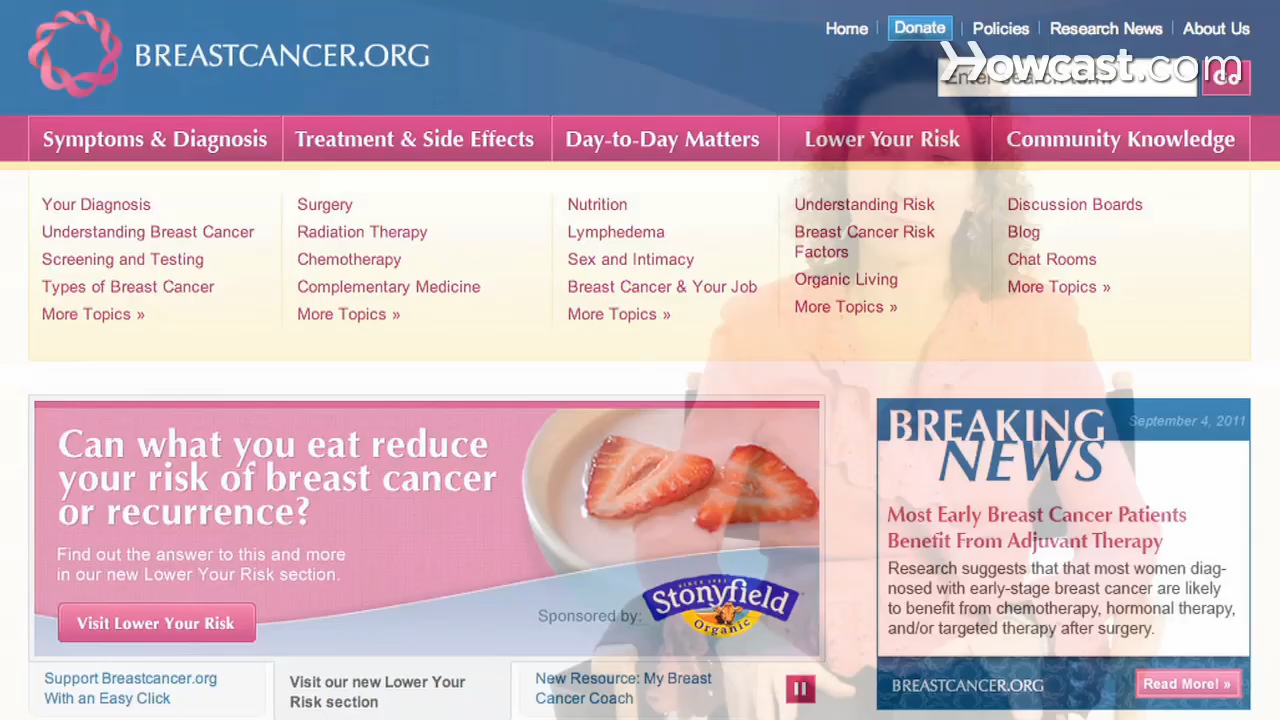 BREASTCANCER.ORG
Home
Donate
Policies
Research News
About Us
Howcast.com
Enter search term
Go
Symptoms & Diagnosis
Treatment & Side Effects
Day-to-Day Matters
Lower Your Risk
Community Knowledge
Your Diagnosis
Understanding Breast Cancer
Screening and Testing
Types of Breast Cancer
More Topics »
Surgery
Radiation Therapy
Chemotherapy
Complementary Medicine
More Topics »
Nutrition
Lymphedema
Sex and Intimacy
Breast Cancer & Your Job
More Topics »
Understanding Risk
Breast Cancer Risk
Factors
Organic Living
More Topics »
Discussion Boards
Blog
Chat Rooms
More Topics »
Can what you eat reduce
your risk of breast cancer
or recurrence?
Find out the answer to this and more
in our new Lower Your Risk section.
Visit Lower Your Risk
Sponsored by:
SINCE 1983
Stonyfield
Organic
BREAKING
NEWS
September 4, 2011
Most Early Breast Cancer Patients
Benefit From Adjuvant Therapy
Research suggests that that most women diag-
nosed with early-stage breast cancer are likely
to benefit from chemotherapy, hormonal therapy,
and/or targeted therapy after surgery.
BREASTCANCER.ORG
Read More! »
Support Breastcancer.org
With an Easy Click
Visit our new Lower Your
Risk section
New Resource: My Breast
Cancer Coach